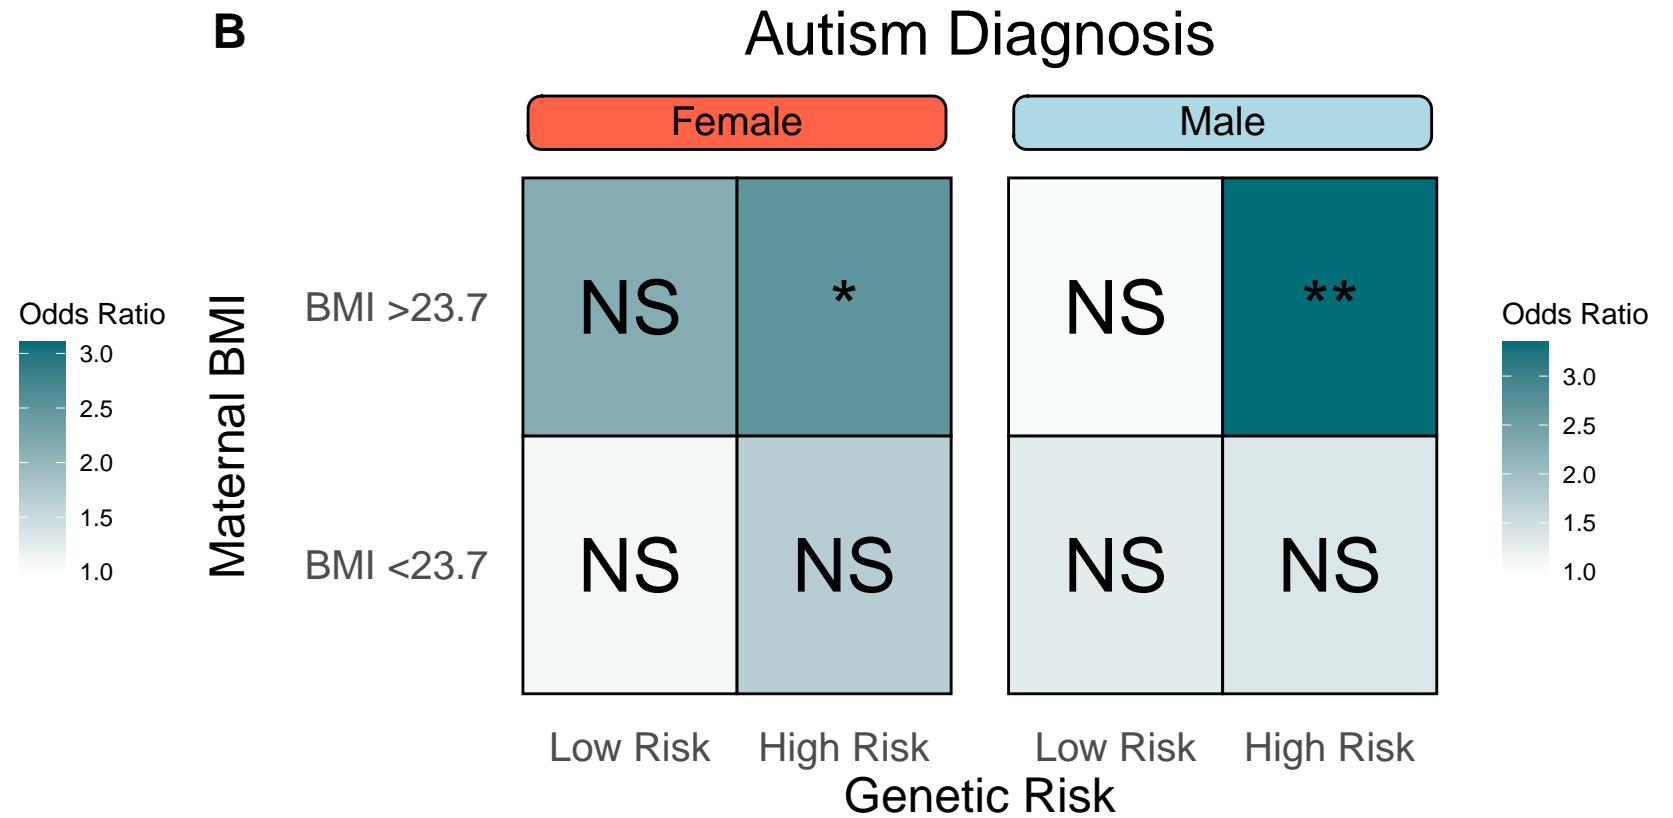 B
Autism Diagnosis
Female
Male
Odds Ratio
3.0
2.5
2.0
1.5
1.0
Maternal BMI
BMI >23.7
BMI <23.7
NS
*
NS
**
NS
NS
NS
NS
Low Risk
High Risk
Low Risk
High Risk
Genetic Risk
Odds Ratio
3.0
2.5
2.0
1.5
1.0